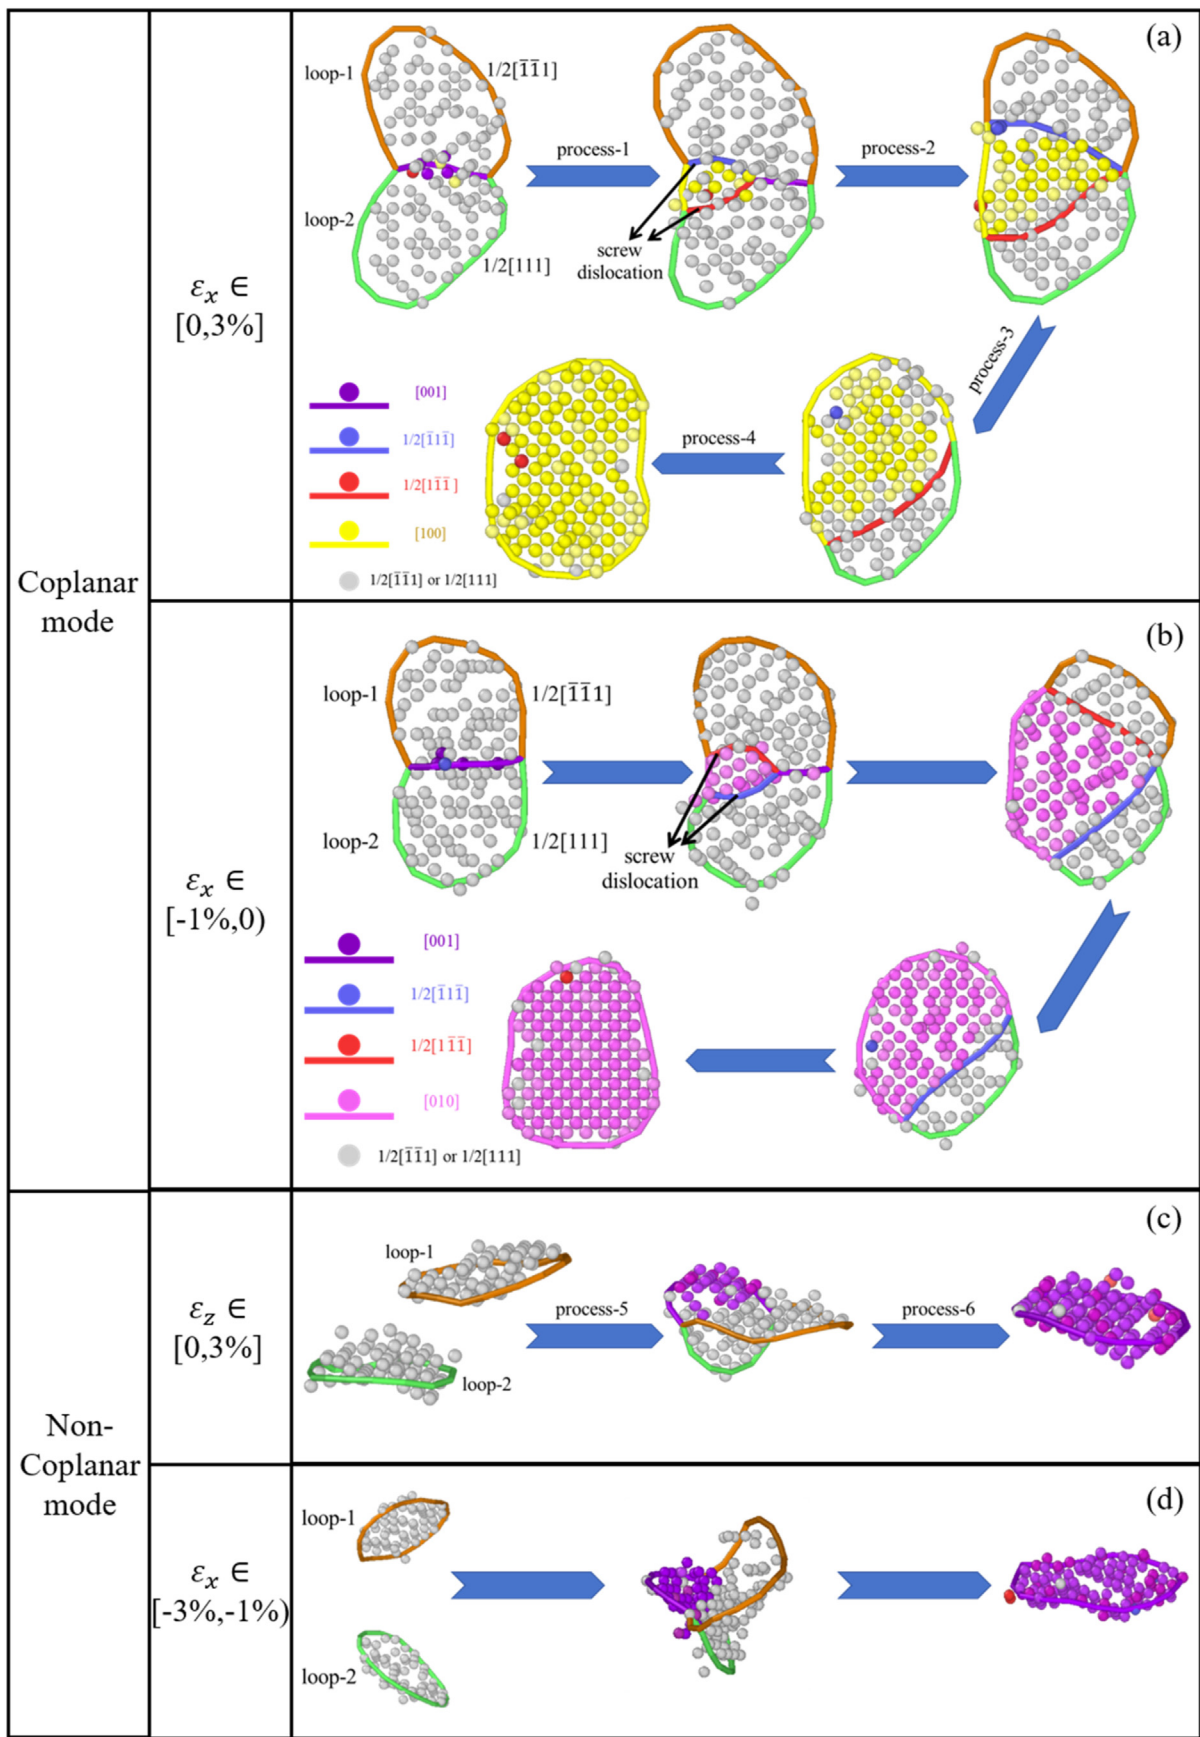 Coplanar
mode
εₓ ∈
[0,3%]
(a)
loop-1
1/2[1̅1̅1]
loop-2
1/2[111]
process-1
process-2
screw
dislocation
process-3
process-4
[001]
1/2[1̅11̅]
1/2[11̅1̅]
[100]
1/2[1̅1̅1] or 1/2[111]
εₓ ∈
[-1%,0)
(b)
loop-1
1/2[1̅1̅1]
loop-2
1/2[111]
screw
dislocation
[001]
1/2[1̅11̅]
1/2[11̅1̅]
[010]
1/2[1̅1̅1] or 1/2[111]
Non-
Coplanar
mode
ε_z ∈
[0,3%]
(c)
loop-1
loop-2
process-5
process-6
εₓ ∈
[-3%,-1%)
(d)
loop-1
loop-2